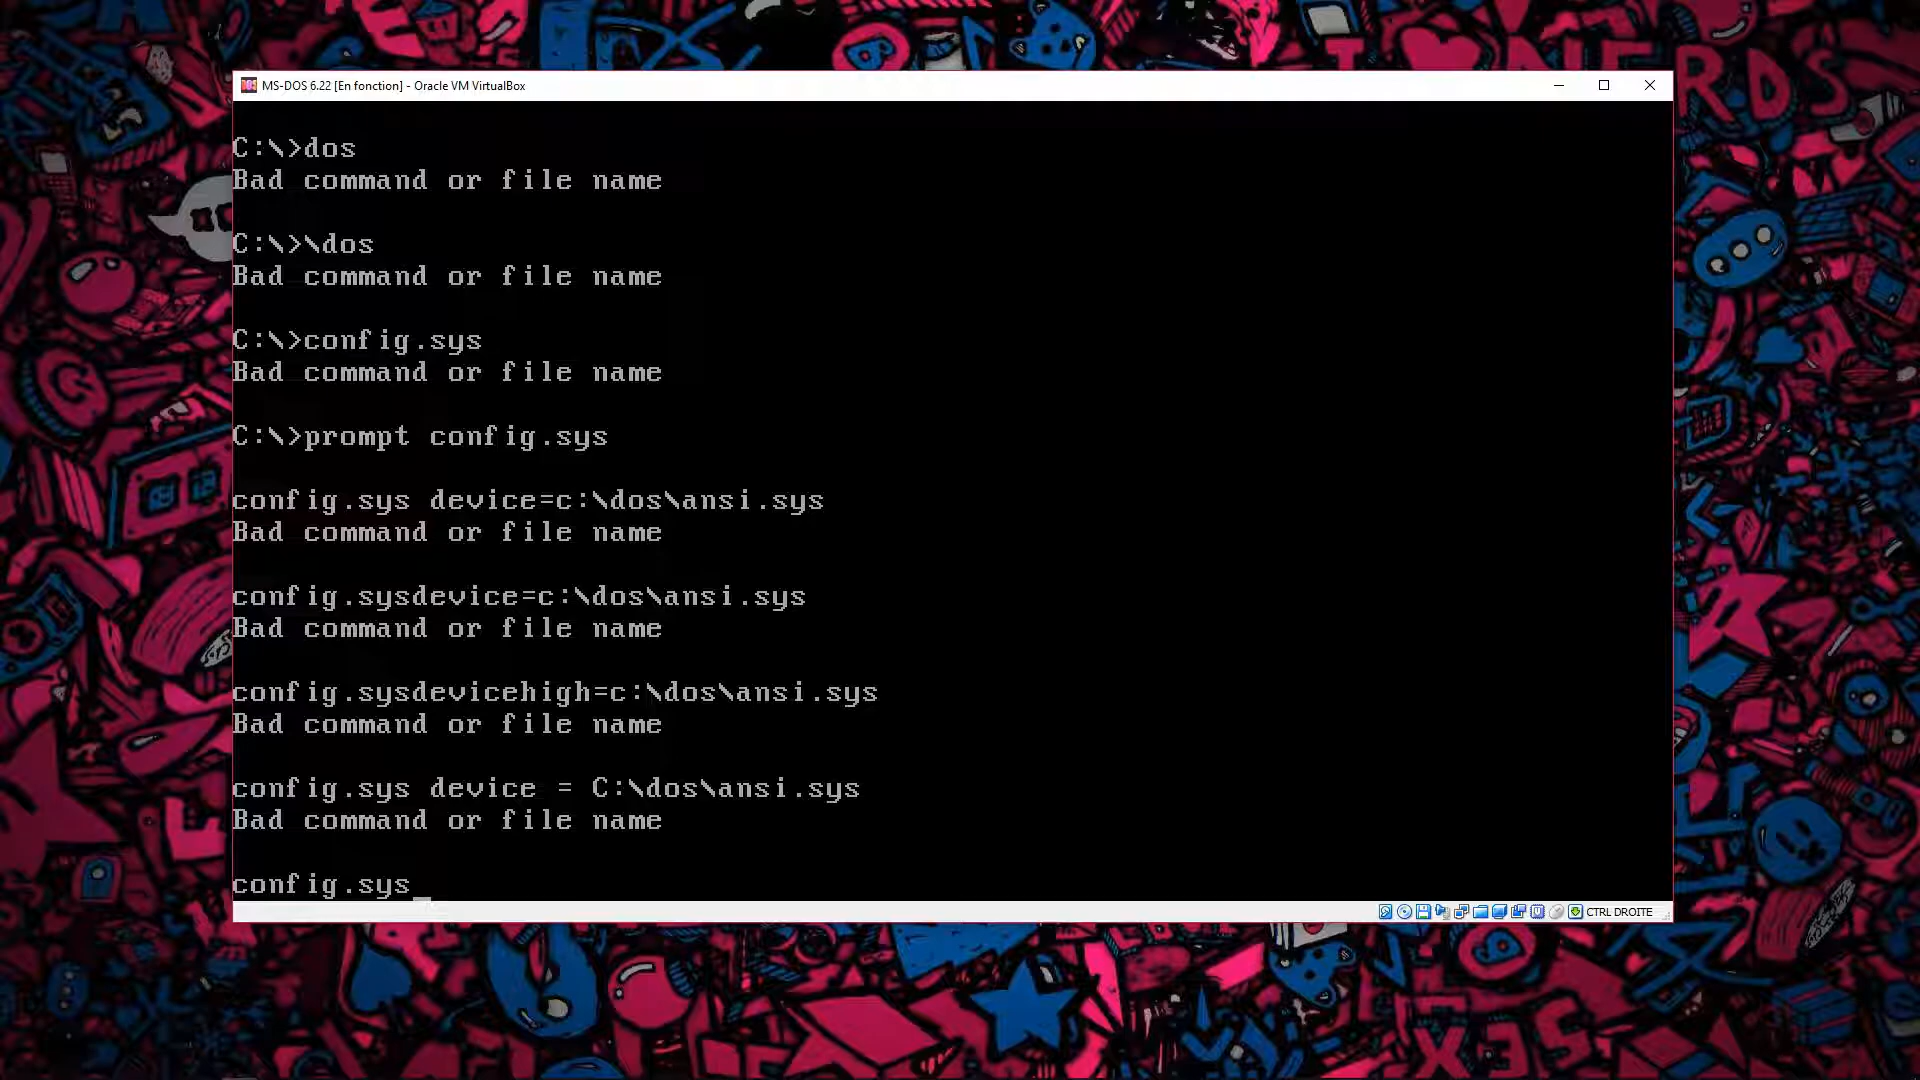 I NERDS
MS-DOS 6.22 [En fonction] - Oracle VM VirtualBox
C:\>dos
Bad command or file name
C:\>\dos
Bad command or file name
C:\>config.sys
Bad command or file name
C:\>prompt config.sys
config.sys device=c:\dos\ansi.sys
Bad command or file name
config.sysdevice=c:\dos\ansi.sys
Bad command or file name
config.sysdevicehigh=c:\dos\ansi.sys
Bad command or file name
config.sys device = C:\dos\ansi.sys
Bad command or file name
config.sys_
CTRL DROITE
SEX